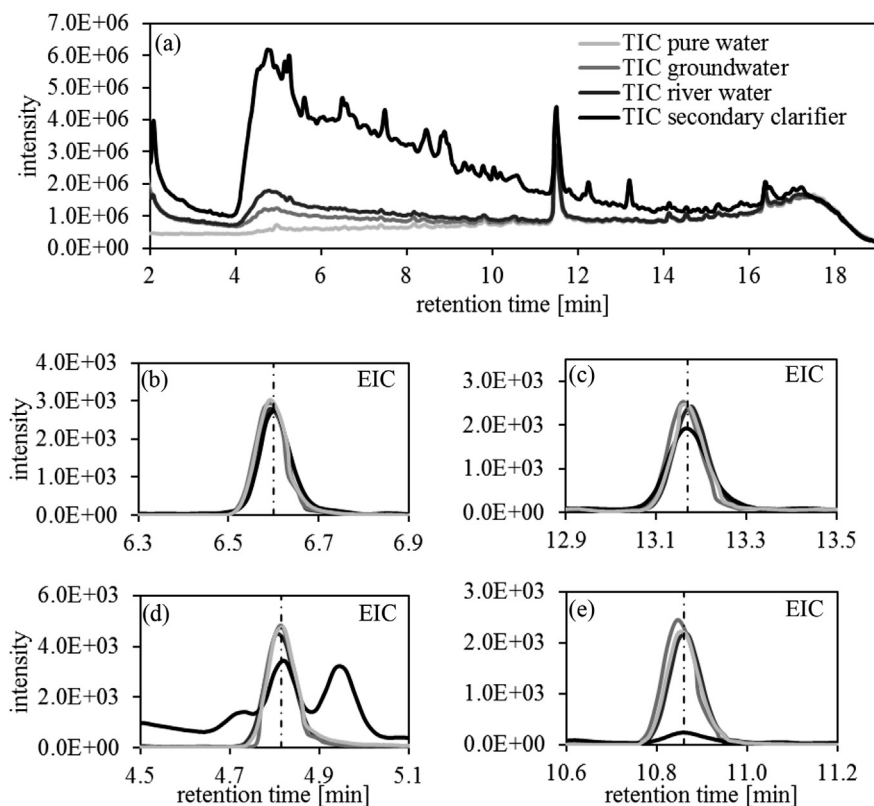 7.0E+06
6.0E+06
5.0E+06
4.0E+06
3.0E+06
2.0E+06
1.0E+06
0.0E+00
intensity
(a)
TIC pure water
TIC groundwater
TIC river water
TIC secondary clarifier
2 4 6 8 10 12 14 16 18
retention time [min]
4.0E+03
3.0E+03
2.0E+03
1.0E+03
0.0E+00
intensity
(b) EIC
6.3 6.5 6.7 6.9
3.0E+03
2.0E+03
1.0E+03
0.0E+00
(c) EIC
12.9 13.1 13.3 13.5
6.0E+03
4.0E+03
2.0E+03
0.0E+00
intensity
(d) EIC
4.5 4.7 4.9 5.1
retention time [min]
3.0E+03
2.0E+03
1.0E+03
0.0E+00
(e) EIC
10.6 10.8 11.0 11.2
retention time [min]